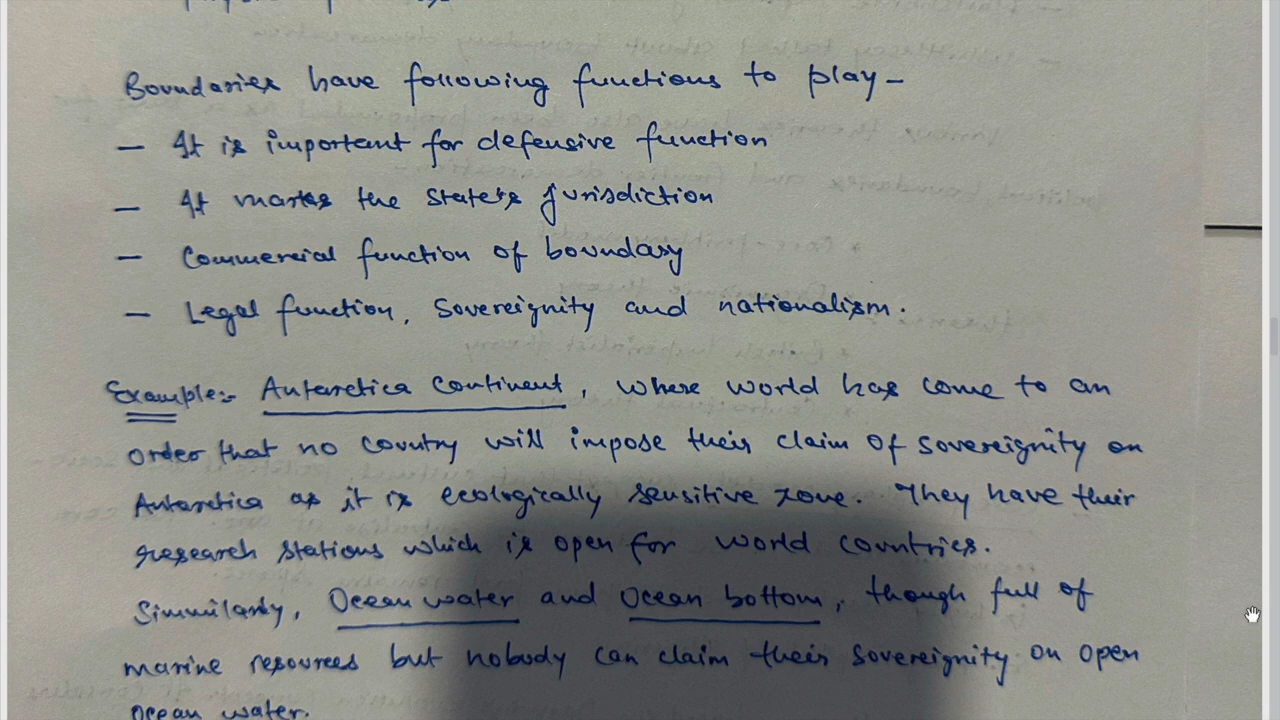 Boundaries have following functions to play-
- It is important for defensive function
- It marks the state's jurisdiction
- Commercial function of boundary
- Legal function, Sovereignity and nationalism.
Example:- Antarctica Continent, where world has come to an
order that no country will impose their claim of sovereignity on
Antarctica as it is ecologically sensitive zone. They have their
research stations which is open for world countries.
Simmilarly, Ocean water and Ocean bottom, though full of
marine resources but nobody can claim their sovereignity on open
ocean water.